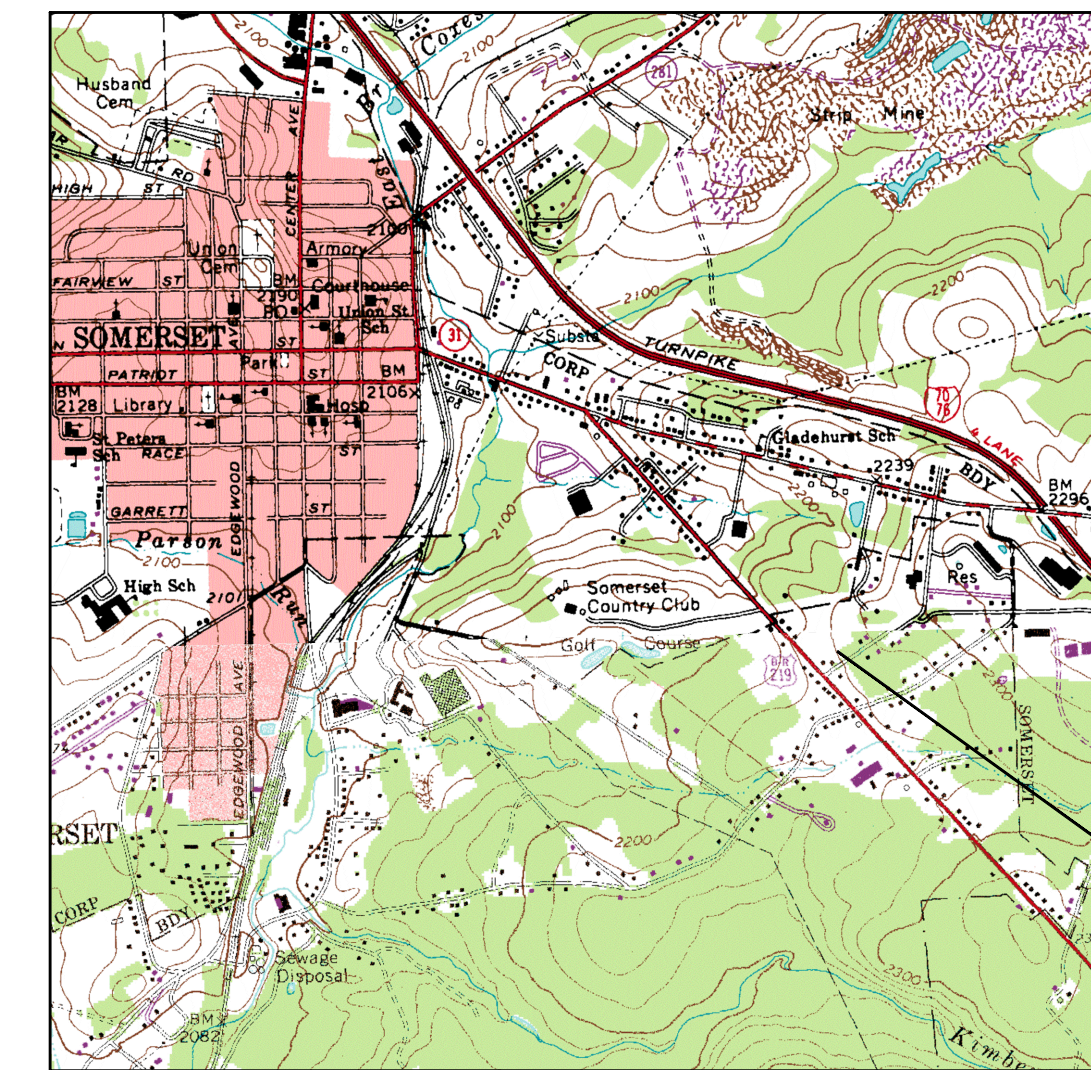 Coxes
2100
2100
281
Husband
Cem
Strip Mine
East
Br
CENTER AVE
RD
HIGH ST
2100
Union
Cem
Armory
FAIRVIEW ST
BM
2190
Courthouse
PO
Union St
Sch
2100
2200
SOMERSET
AVE
ST
31
Substa
CORP
TURNPIKE
Park
PATRIOT ST
BM
2106
70
76
BM
2128
Library
Hosp
4 LANE
St Peters
Sch
RACE ST
Gladehurst Sch
2239
BDY
BM
2296
EDGEWOOD
GARRETT ST
2100
2200
Parson
Run
2100
High Sch
2101
Somerset
Country Club
Res
Golf Course
BR
219
2300
SOMERSET
EDGEWOOD AVE
RSET
2200
CORP
BDY
Sewage
Disposal
2300
BM
2082
Kimbe